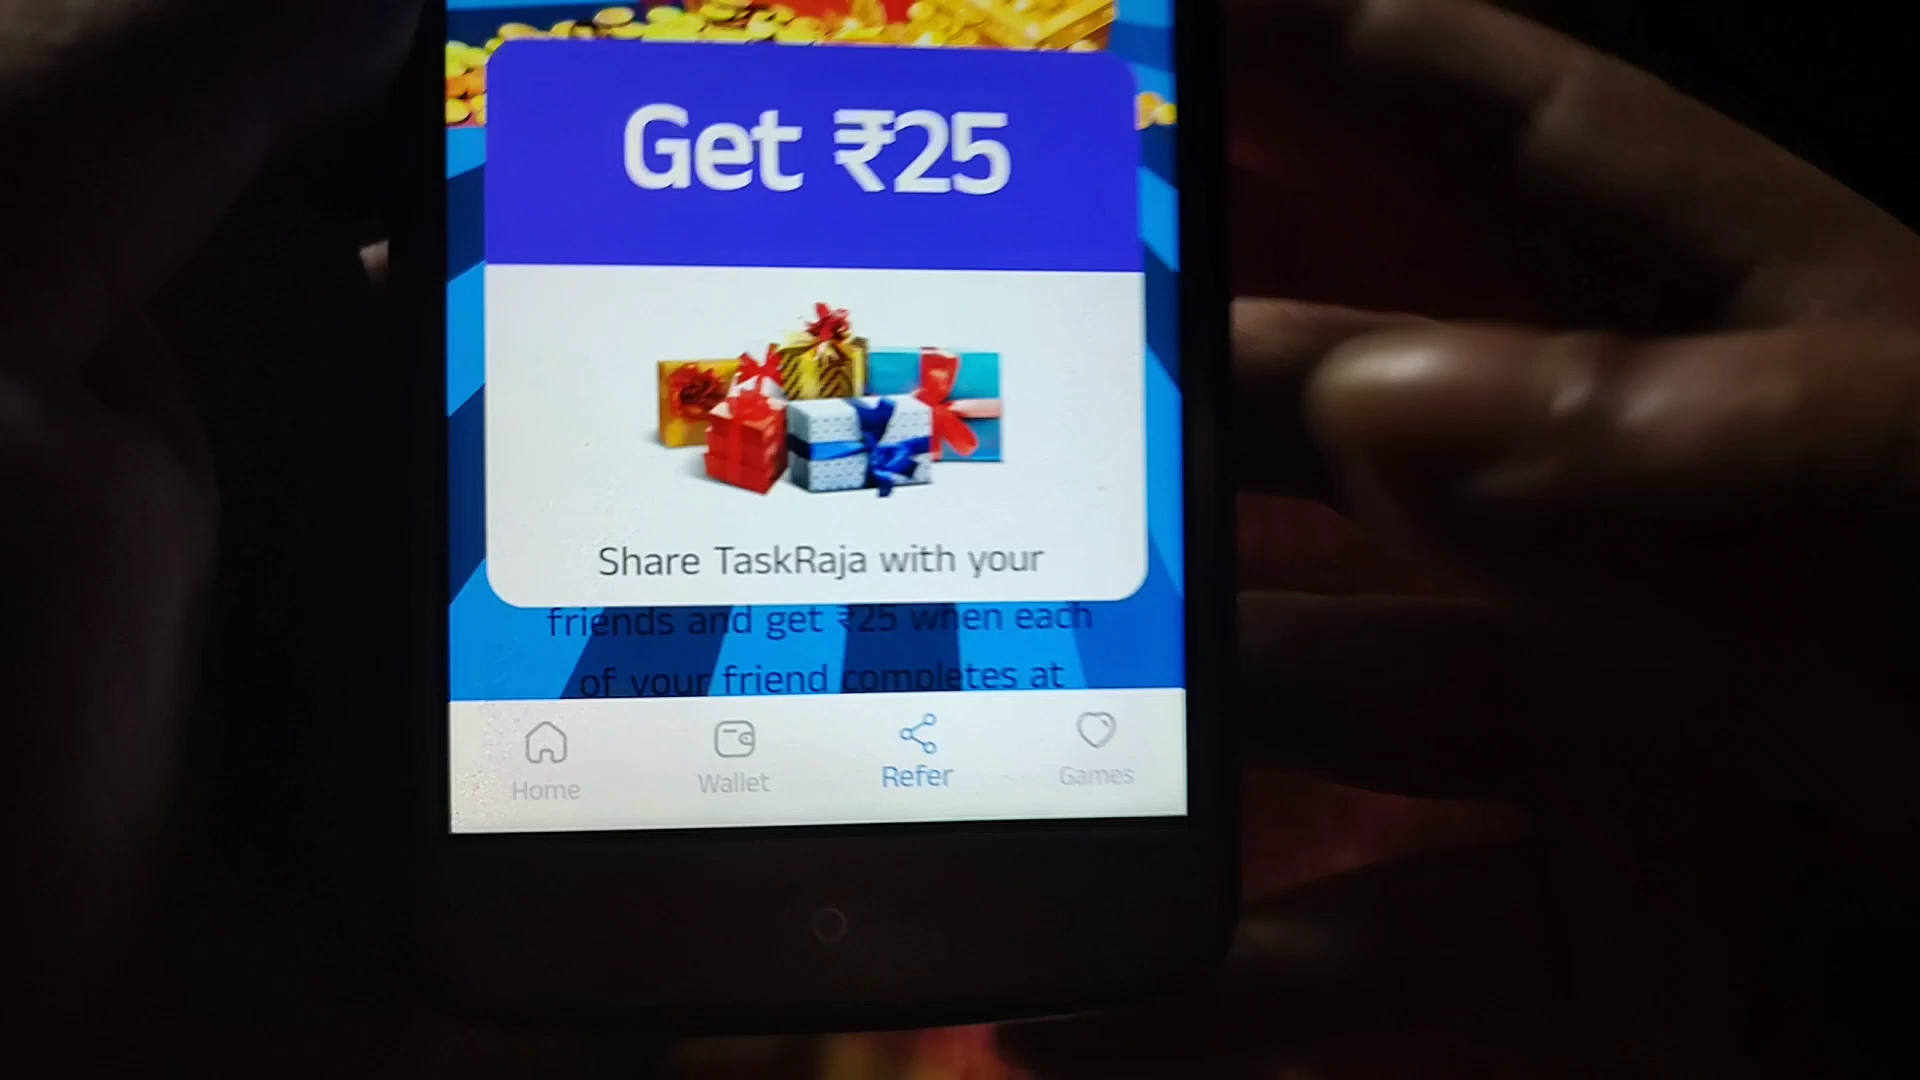 Get ₹25
Share TaskRaja with your
friends and get ₹25 when each
of your friend completes at
Home
Wallet
Refer
Games